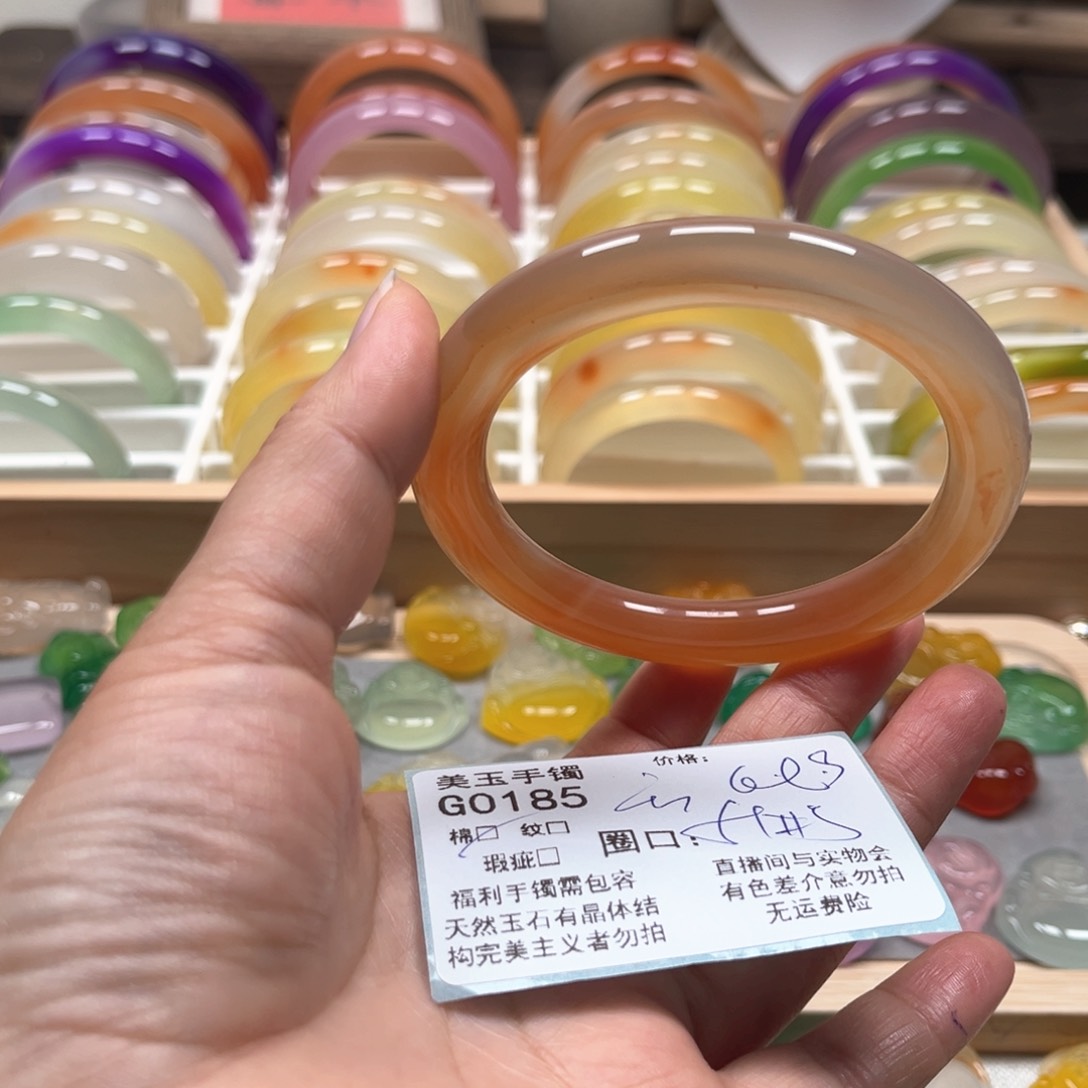 美玉手镯
价格：
GO185
棉☑ 纹□
圈口：
瑕疵□
福利手镯需包容
天然玉石有晶体结
构完美主义者勿拍
直播间与实物会
有色差介意勿拍
无运费险